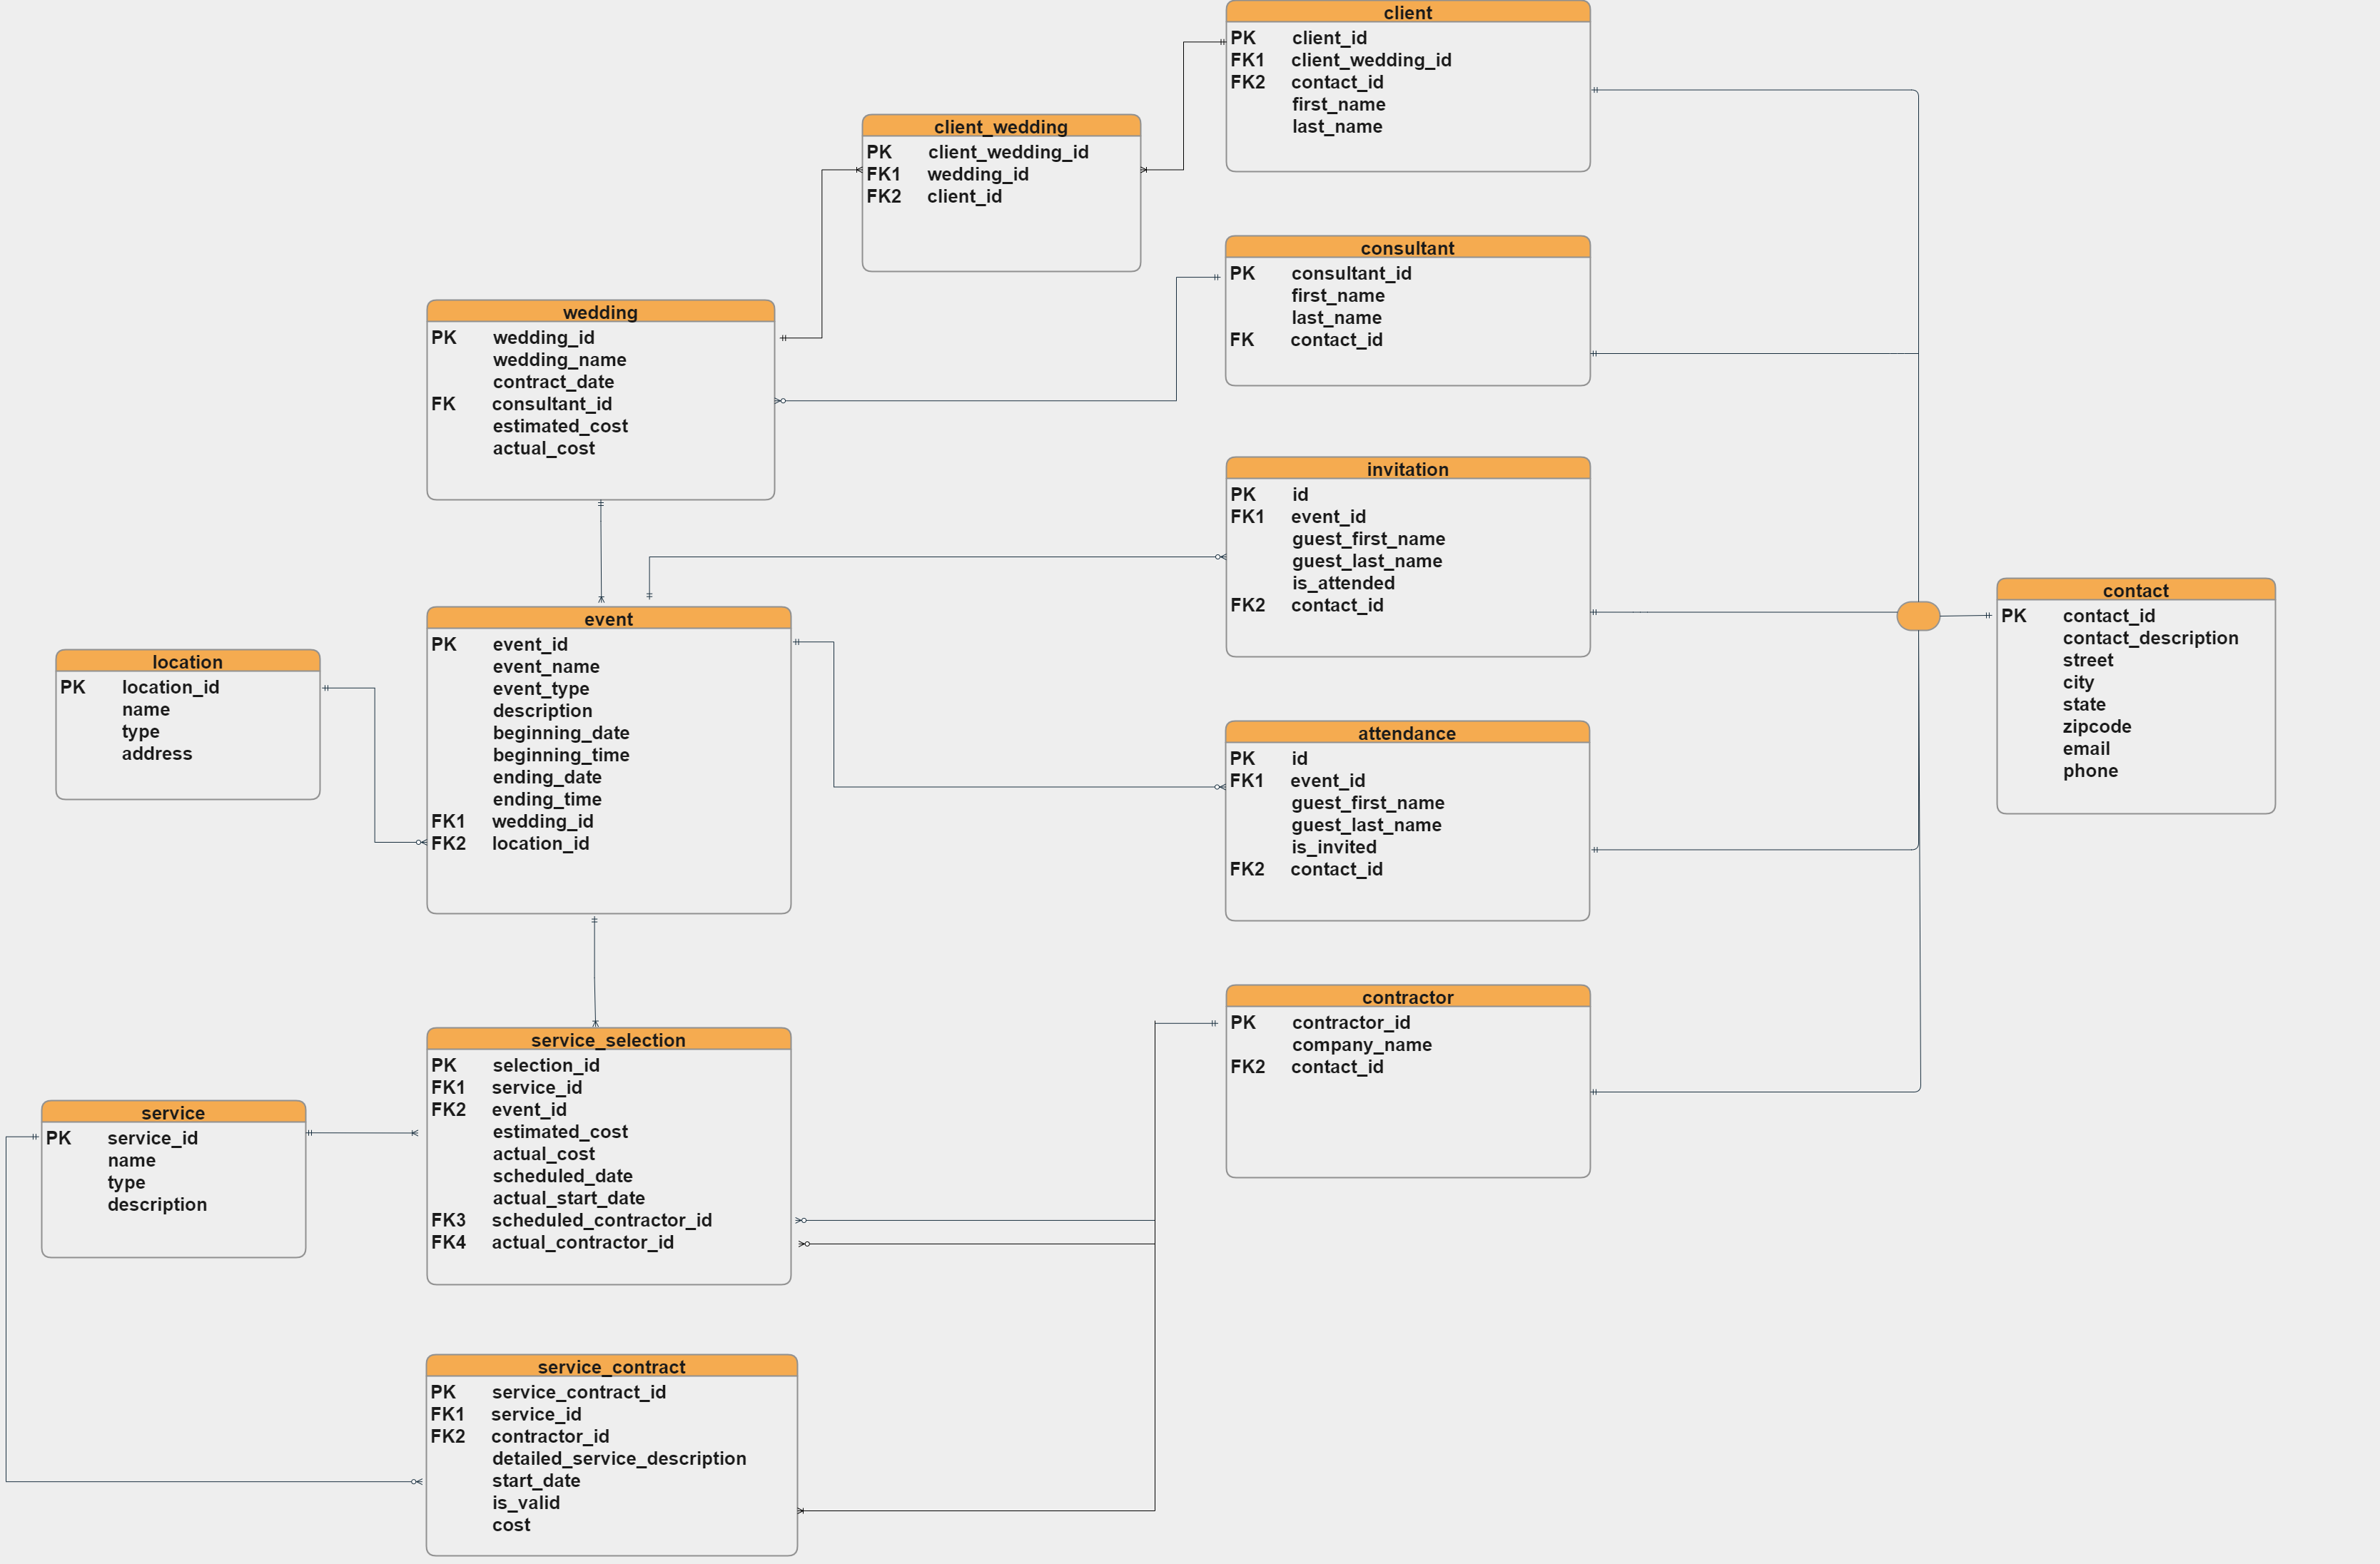 client
PK client_id
FK1 client_wedding_id
FK2 contact_id
first_name
last_name
client_wedding
PK client_wedding_id
FK1 wedding_id
FK2 client_id
consultant
PK consultant_id
first_name
last_name
FK contact_id
wedding
PK wedding_id
wedding_name
contract_date
FK consultant_id
estimated_cost
actual_cost
invitation
PK id
FK1 event_id
guest_first_name
guest_last_name
is_attended
FK2 contact_id
contact
PK contact_id
contact_description
street
city
state
zipcode
email
phone
event
PK event_id
event_name
event_type
description
beginning_date
beginning_time
ending_date
ending_time
FK1 wedding_id
FK2 location_id
location
PK location_id
name
type
address
attendance
PK id
FK1 event_id
guest_first_name
guest_last_name
is_invited
FK2 contact_id
contractor
PK contractor_id
company_name
FK2 contact_id
service_selection
PK selection_id
FK1 service_id
FK2 event_id
estimated_cost
actual_cost
scheduled_date
actual_start_date
FK3 scheduled_contractor_id
FK4 actual_contractor_id
service
PK service_id
name
type
description
service_contract
PK service_contract_id
FK1 service_id
FK2 contractor_id
detailed_service_description
start_date
is_valid
cost